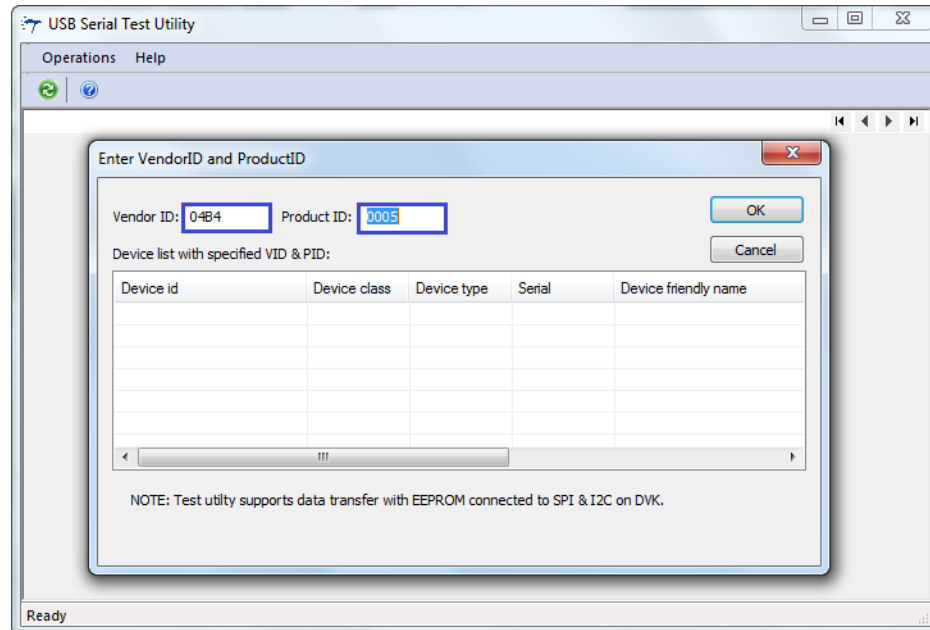 USB Serial Test Utility
Operations Help
Enter VendorID and ProductID
Vendor ID: 04B4 Product ID: 0005 OK
Device list with specified VID & PID: Cancel
Device id Device class Device type Serial Device friendly name
NOTE: Test utilty supports data transfer with EEPROM connected to SPI & I2C on DVK.
Ready